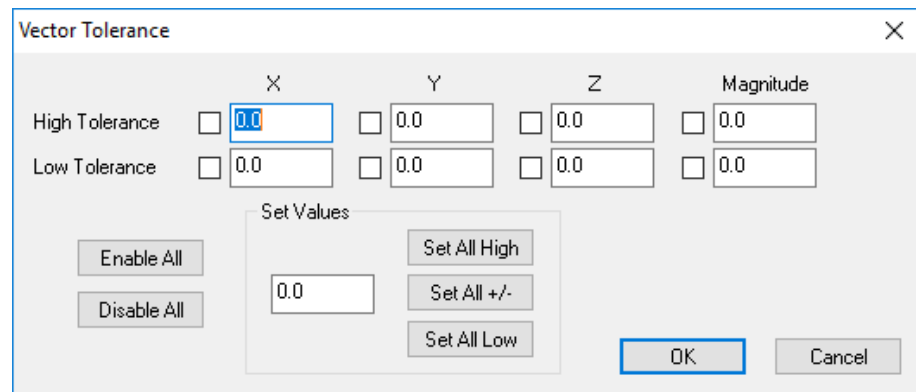 Vector Tolerance
X Y Z Magnitude
High Tolerance 0.0 0.0 0.0 0.0
Low Tolerance 0.0 0.0 0.0 0.0
Set Values
Enable All
Disable All
0.0
Set All High
Set All +/-
Set All Low
OK Cancel